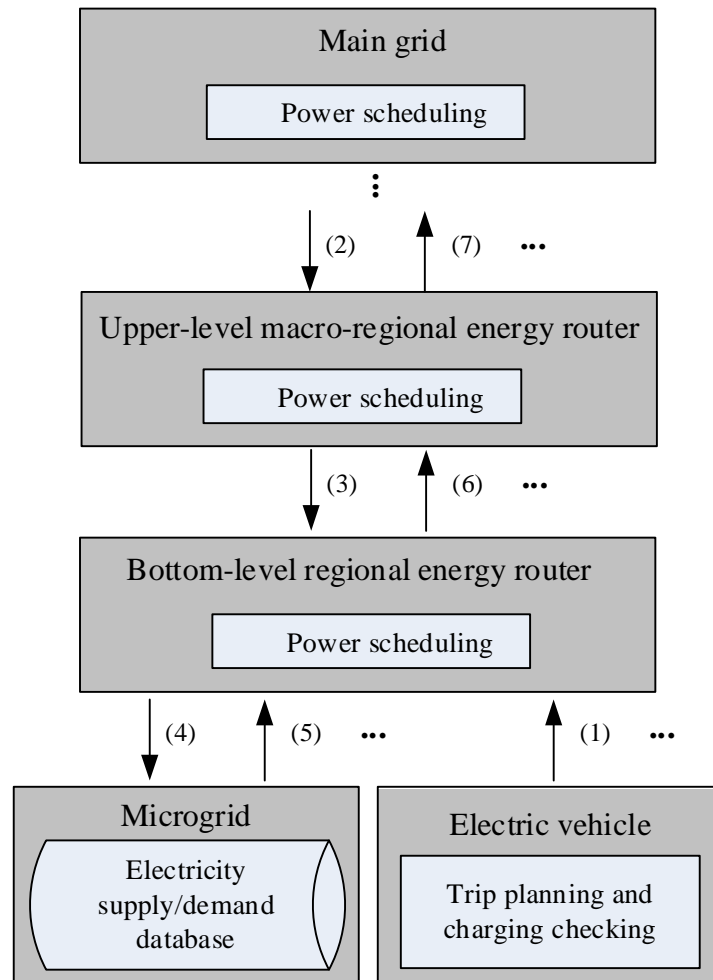 Main grid
Power scheduling
⋮
(2)
(7)
...
Upper-level macro-regional energy router
Power scheduling
(3)
(6)
...
Bottom-level regional energy router
Power scheduling
(4)
(5)
...
(1)
...
Microgrid
Electricity
supply/demand
database
Electric vehicle
Trip planning and
charging checking